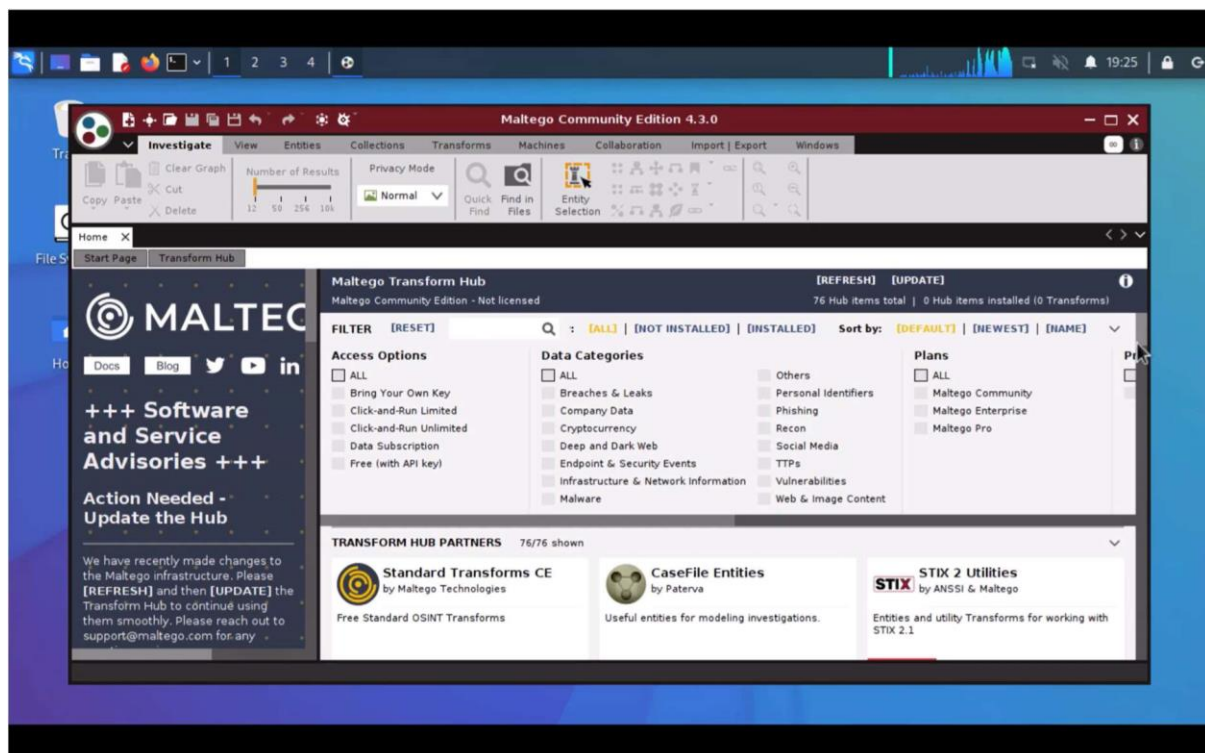 1 2 3 4
19:25
Maltego Community Edition 4.3.0
Investigate View Entities Collections Transforms Machines Collaboration Import | Export Windows
Clear Graph
Cut
Delete
Copy Paste
Number of Results
12 50 256 10k
Privacy Mode
Normal
Quick Find
Find in Files
Entity Selection
Home X
File Sy
Start Page Transform Hub
MALTEG
Docs Blog in
+++ Software
and Service
Advisories +++
Action Needed -
Update the Hub
We have recently made changes to
the Maltego infrastructure. Please
[REFRESH] and then [UPDATE] the
Transform Hub to continue using
them smoothly. Please reach out to
support@maltego.com for any
Maltego Transform Hub [REFRESH] [UPDATE]
Maltego Community Edition - Not licensed 76 Hub items total | 0 Hub items installed (0 Transforms)
FILTER [RESET] : [ALL] | [NOT INSTALLED] | [INSTALLED] Sort by: [DEFAULT] | [NEWEST] | [NAME]
Access Options
ALL
Bring Your Own Key
Click-and-Run Limited
Click-and-Run Unlimited
Data Subscription
Free (with API key)
Data Categories
ALL
Breaches & Leaks
Company Data
Cryptocurrency
Deep and Dark Web
Endpoint & Security Events
Infrastructure & Network Information
Malware
Others
Personal Identifiers
Phishing
Recon
Social Media
TTPs
Vulnerabilities
Web & Image Content
Plans
ALL
Maltego Community
Maltego Enterprise
Maltego Pro
TRANSFORM HUB PARTNERS 76/76 shown
Standard Transforms CE
by Maltego Technologies
Free Standard OSINT Transforms
CaseFile Entities
by Paterva
Useful entities for modeling investigations.
STIX
STIX 2 Utilities
by ANSSI & Maltego
Entities and utility Transforms for working with
STIX 2.1